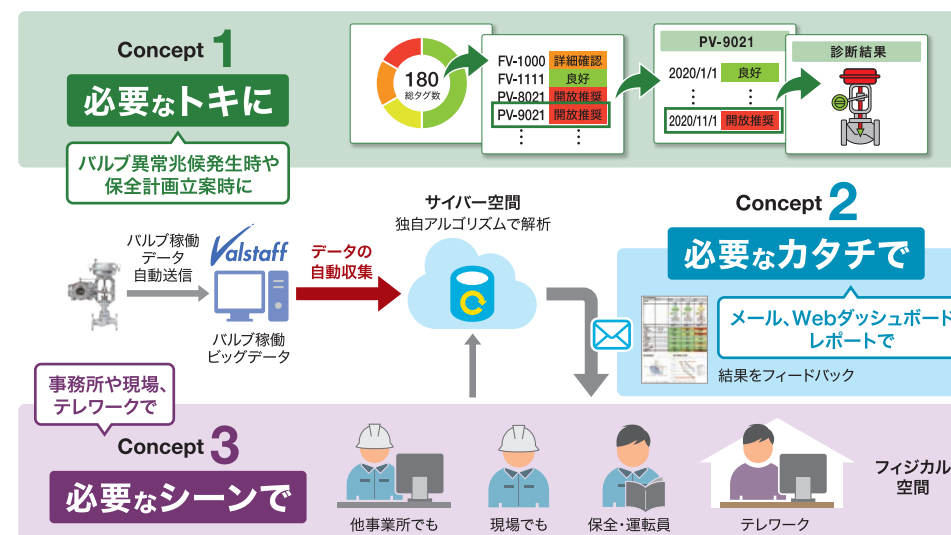 Concept 1
必要なトキに
バルブ異常兆候発生時や
保全計画立案時に
180
総タグ数
FV-1000 詳細確認
FV-1111 良好
PV-8021 開放推奨
PV-9021 開放推奨
PV-9021
2020/1/1 良好
2020/11/1 開放推奨
診断結果
バルブ稼働
データ
自動送信
Valstaff
バルブ稼働
ビッグデータ
データの
自動収集
サイバー空間
独自アルゴリズムで解析
Concept 2
必要なカタチで
メール、Webダッシュボード
レポートで
結果をフィードバック
事務所や現場、
テレワークで
Concept 3
必要なシーンで
他事業所でも
現場でも
保全・運転員
テレワーク
フィジカル
空間